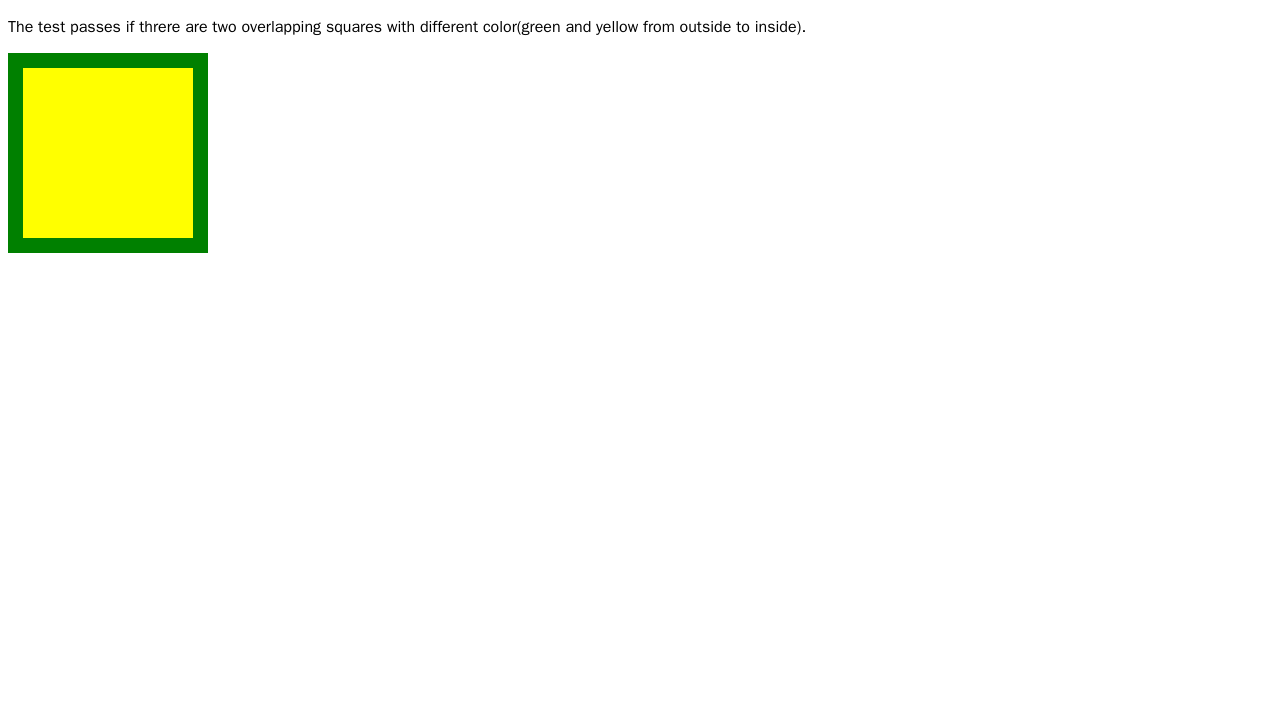 The test passes if threre are two overlapping squares with different color(green and yellow from outside to inside).